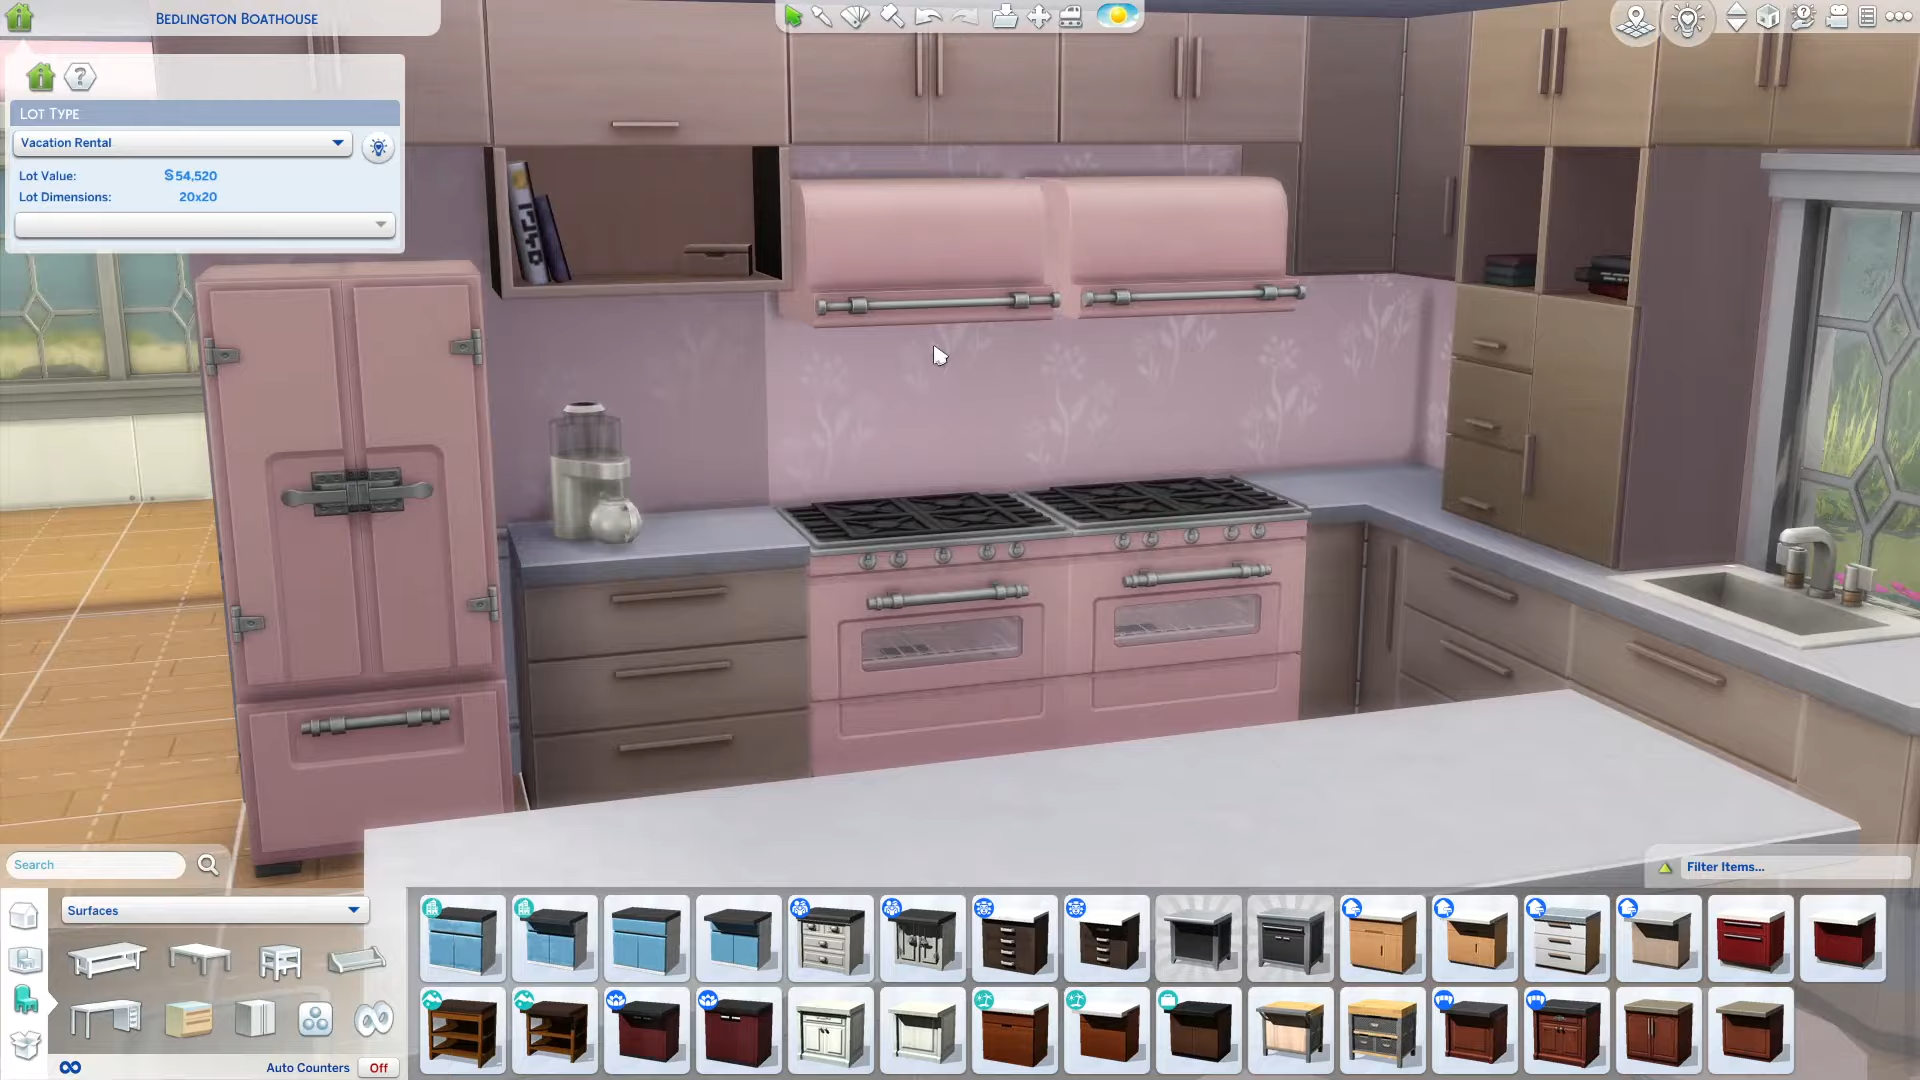 Bedlington Boathouse
Lot Type
Vacation Rental
Lot Value: §54,520
Lot Dimensions: 20x20
Search
Filter Items...
Surfaces
Auto Counters Off